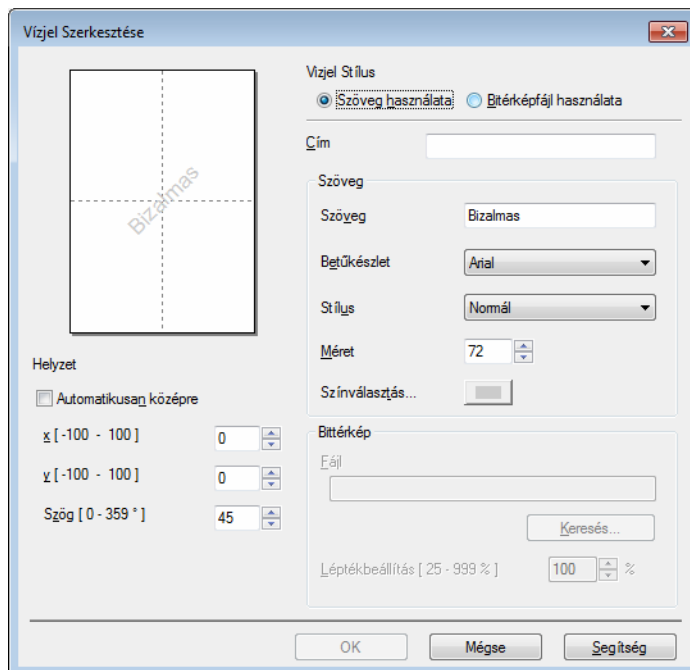 Vízjel Szerkesztése
Bizalmas
Vizjel Stílus
Szöveg használata
Bitérképfájl használata
Cím
Szöveg
Szöveg Bizalmas
Betűkészlet Arial
Stílus Normál
Méret 72
Színválasztás...
Helyzet
Automatikusan középre
x [ -100 - 100 ] 0
y [ -100 - 100 ] 0
Szög [ 0 - 359 ° ] 45
Bittérkép
Fájl
Keresés...
Léptékbeállítás [ 25 - 999 % ] 100 %
OK Mégse Segítség